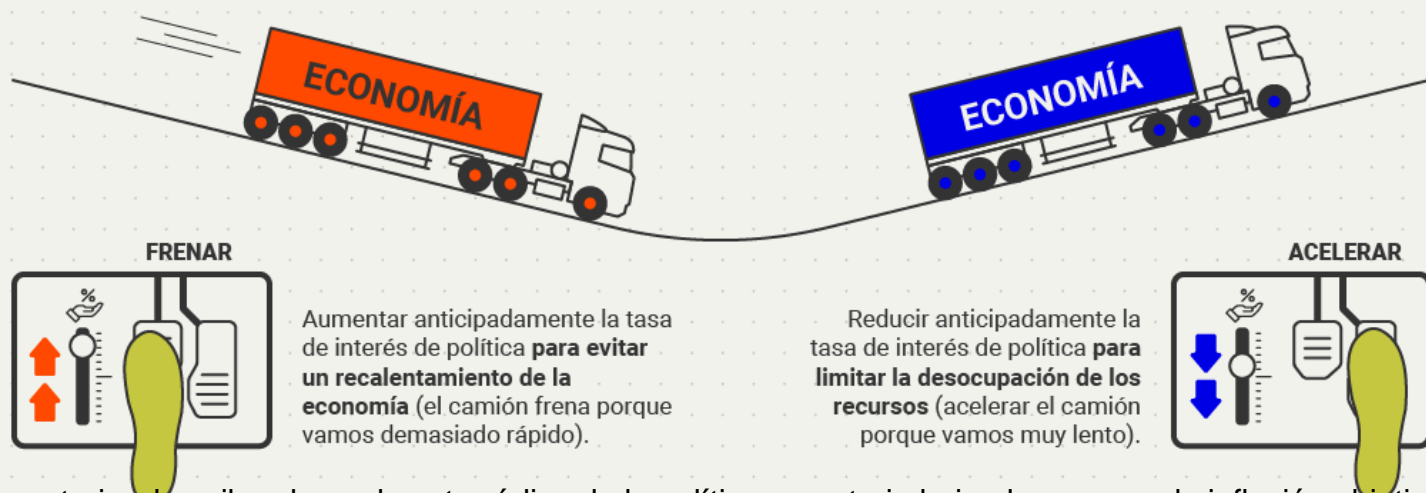 ECONOMÍA
ECONOMÍA
FRENAR
%
Aumentar anticipadamente la tasa
de interés de política para evitar
un recalentamiento de la
economía (el camión frena porque
vamos demasiado rápido).
ACELERAR
%
Reducir anticipadamente la
tasa de interés de política para
limitar la desocupación de los
recursos (acelerar el camión
porque vamos muy lento).